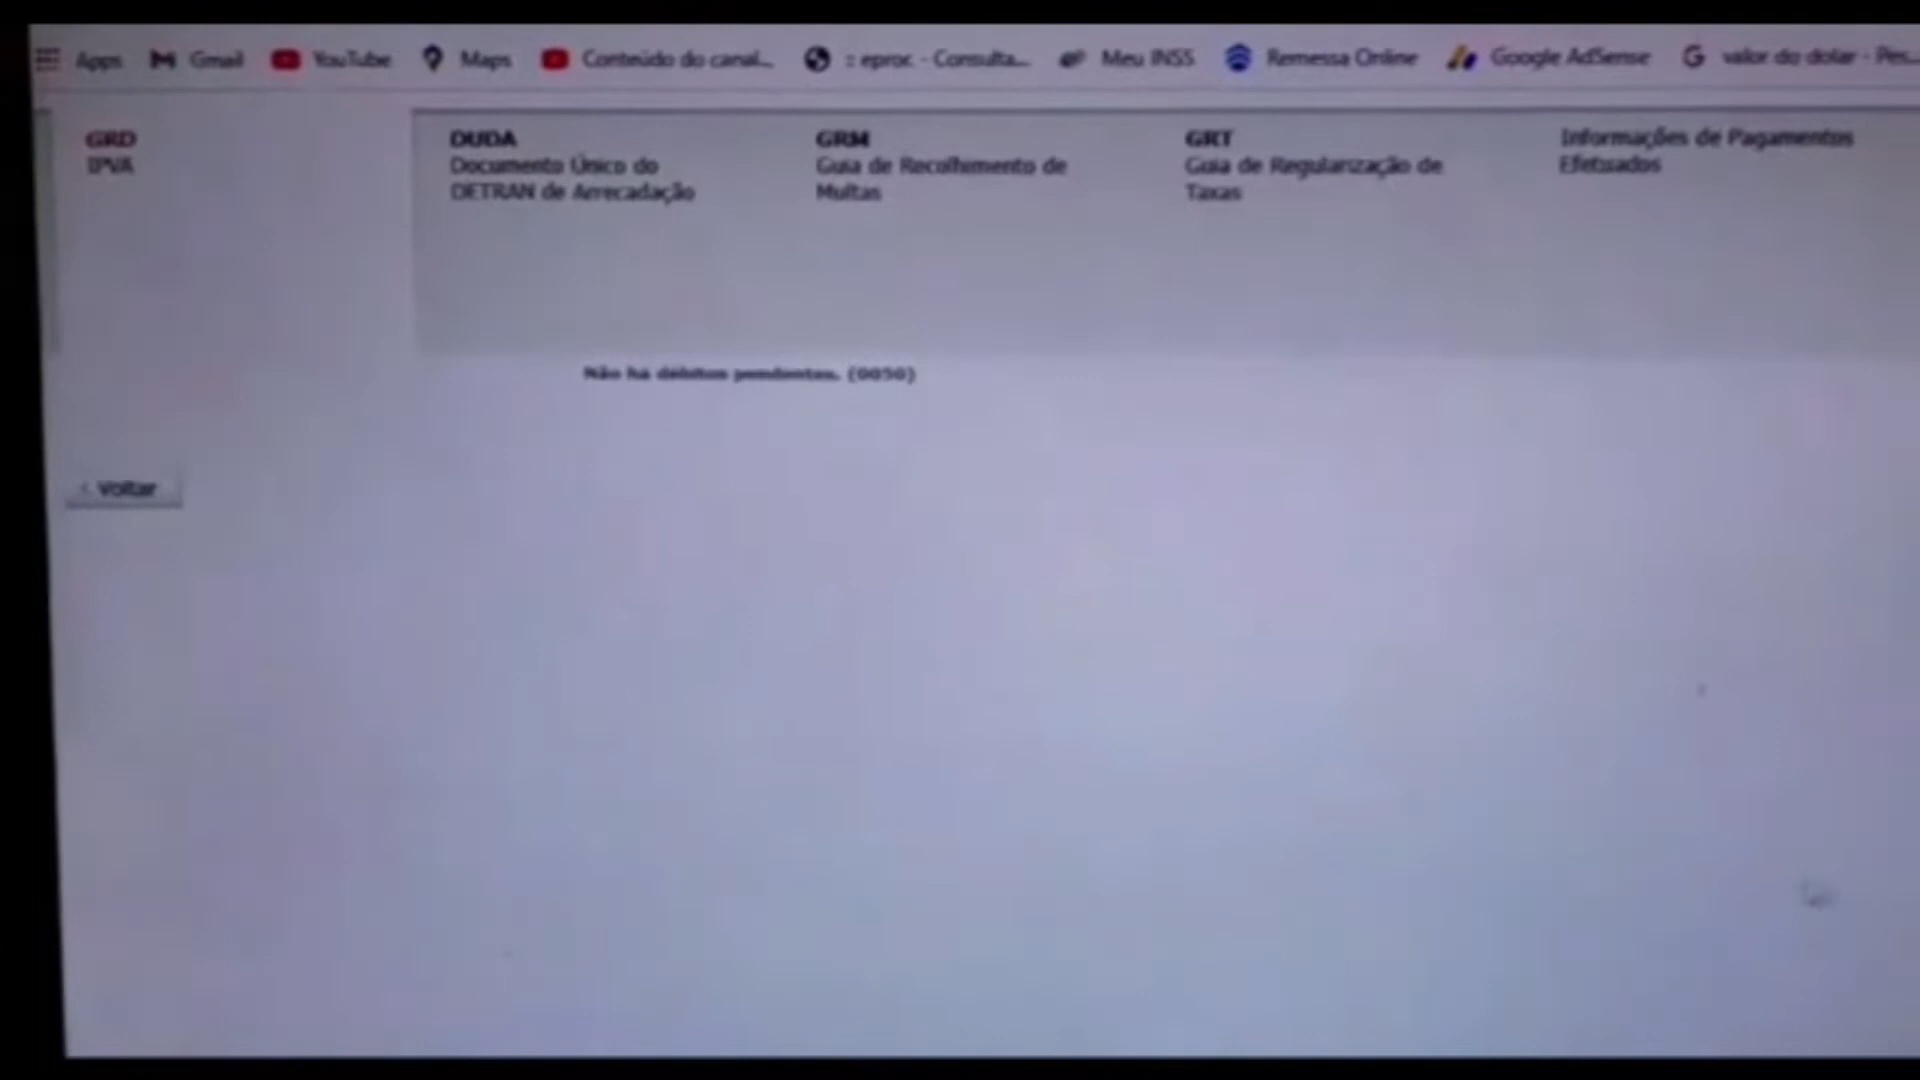 Apps Gmail YouTube Maps Conteúdo do canal... :: eproc - Consulta... Meu INSS Remessa Online Google AdSense valor do dolar - Pes...
GRD
IPVA
DUDA
Documento Único do
DETRAN de Arrecadação
GRM
Guia de Recolhimento de
Multas
GRT
Guia de Regularização de
Taxas
Informações de Pagamentos
Efetuados
Não há débitos pendentes. (0050)
< Voltar